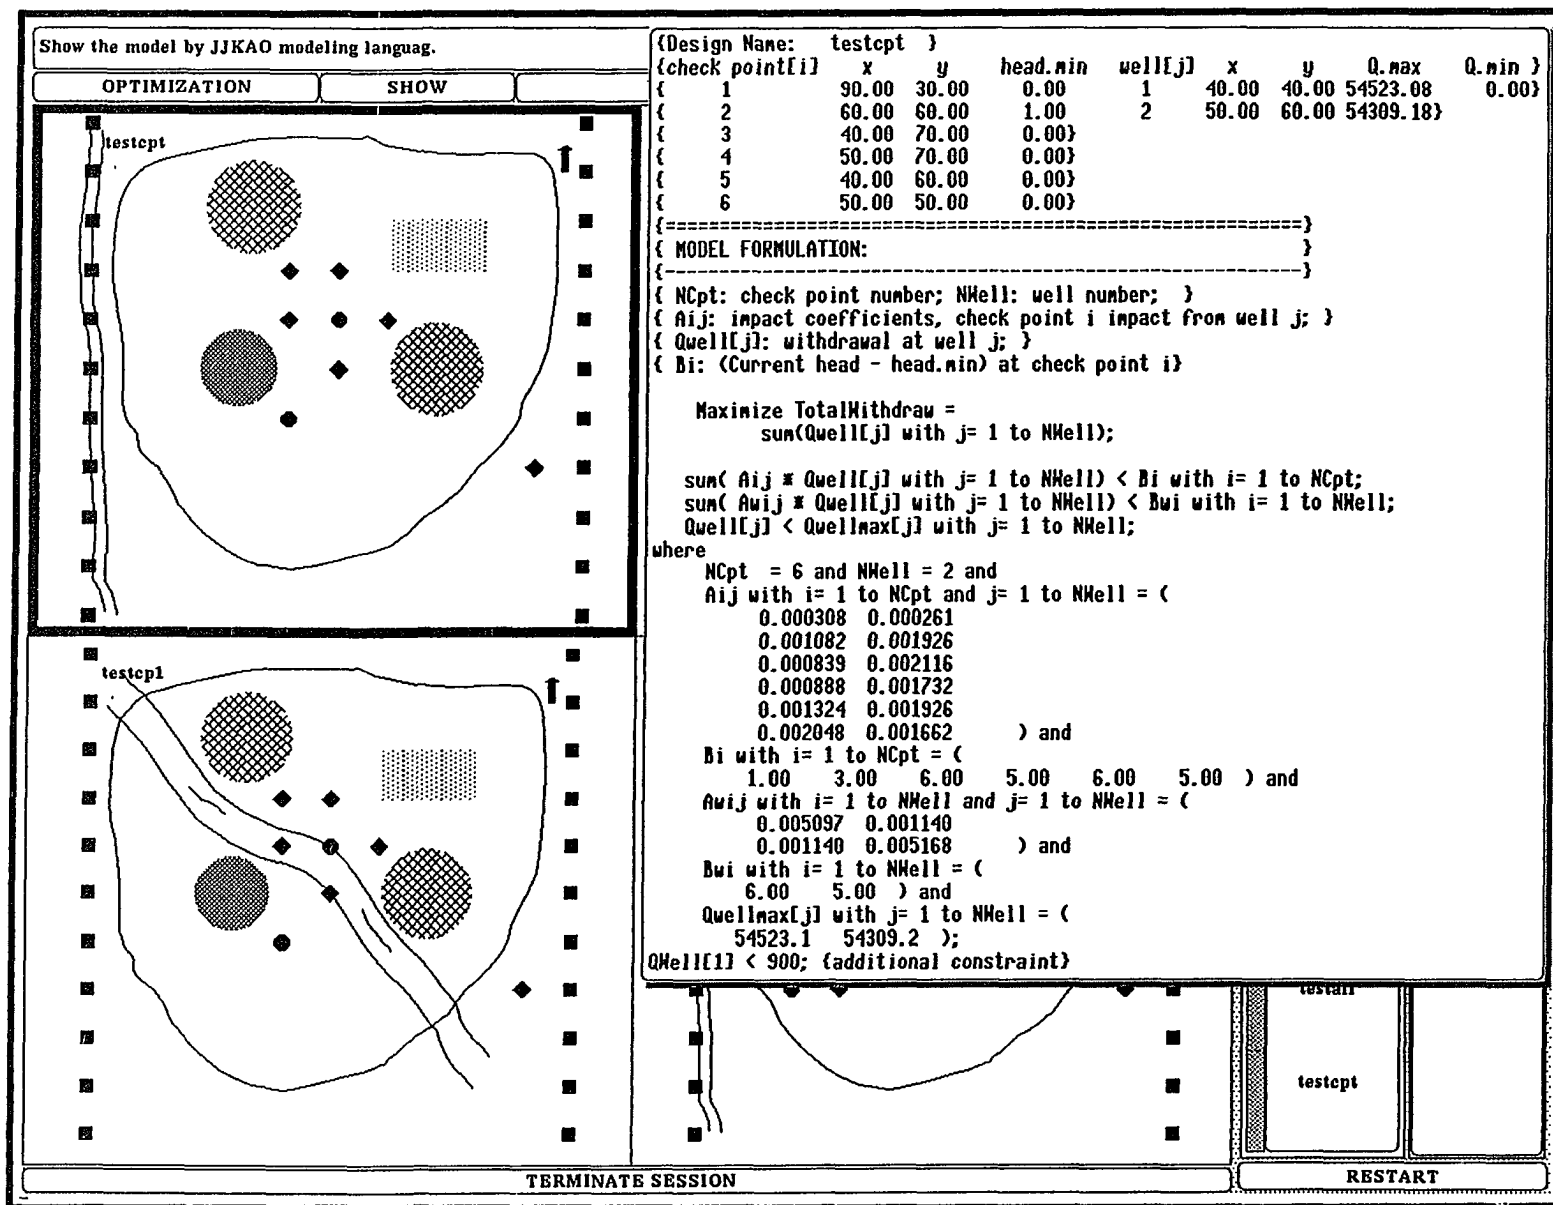 Show the model by JJKAO modeling languag.
OPTIMIZATION SHOW
testcpt
{Design Name: testcpt }
{check point[i] x y head.min well[j] x y Q.max Q.min }
{ 1 90.00 30.00 0.00 1 40.00 40.00 54523.08 0.00}
{ 2 60.00 60.00 1.00 2 50.00 60.00 54309.18}
{ 3 40.00 70.00 0.00}
{ 4 50.00 70.00 0.00}
{ 5 40.00 60.00 0.00}
{ 6 50.00 50.00 0.00}
{===========================================================}
{ MODEL FORMULATION: }
{-----------------------------------------------------------}
{ NCpt: check point number; NWell: well number; }
{ Aij: impact coefficients, check point i impact from well j; }
{ Qwell[j]: withdrawal at well j; }
{ Bi: (Current head - head.min) at check point i}
Maximize TotalWithdraw =
sum(Qwell[j] with j= 1 to NWell);
sum( Aij * Qwell[j] with j= 1 to NWell) < Bi with i= 1 to NCpt;
sum( Awij * Qwell[j] with j= 1 to NWell) < Bwi with i= 1 to NWell;
Qwell[j] < Qwellmax[j] with j= 1 to NWell;
where
NCpt = 6 and NWell = 2 and
Aij with i= 1 to NCpt and j= 1 to NWell = (
0.000308 0.000261
0.001082 0.001926
0.000839 0.002116
0.000888 0.001732
0.001324 0.001926
0.002048 0.001662 ) and
Bi with i= 1 to NCpt = (
1.00 3.00 6.00 5.00 6.00 5.00 ) and
Awij with i= 1 to NWell and j= 1 to NWell = (
0.005097 0.001140
0.001140 0.005168 ) and
Bwi with i= 1 to NWell = (
6.00 5.00 ) and
Qwellmax[j] with j= 1 to NWell = (
54523.1 54309.2 );
QWell[1] < 900; {additional constraint}
testcp1
testcpt
TERMINATE SESSION
RESTART